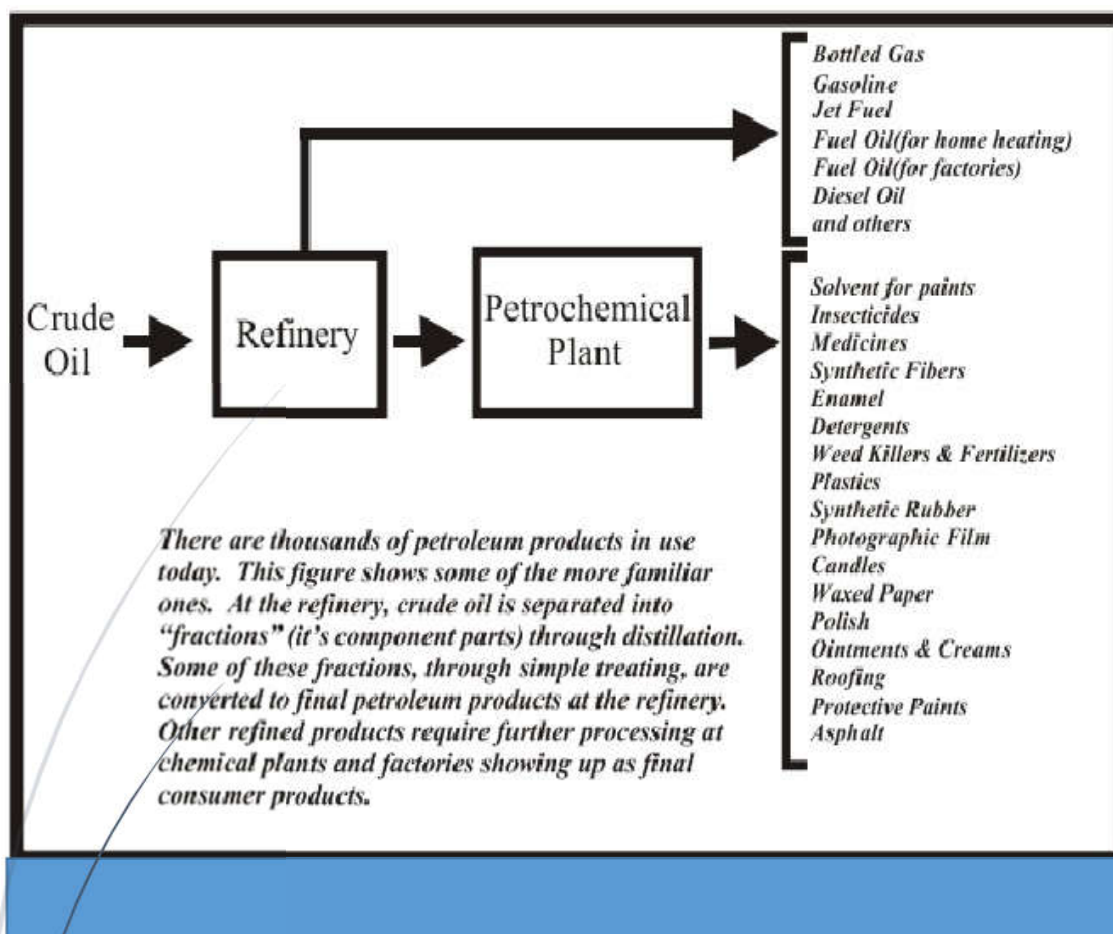 Bottled Gas
Gasoline
Jet Fuel
Fuel Oil(for home heating)
Fuel Oil(for factories)
Diesel Oil
and others
Crude
Oil
Refinery
Petrochemical
Plant
Solvent for paints
Insecticides
Medicines
Synthetic Fibers
Enamel
Detergents
Weed Killers & Fertilizers
Plastics
Synthetic Rubber
Photographic Film
Candles
Waxed Paper
Polish
Ointments & Creams
Roofing
Protective Paints
Asphalt
There are thousands of petroleum products in use
today. This figure shows some of the more familiar
ones. At the refinery, crude oil is separated into
“fractions” (it's component parts) through distillation.
Some of these fractions, through simple treating, are
converted to final petroleum products at the refinery.
Other refined products require further processing at
chemical plants and factories showing up as final
consumer products.